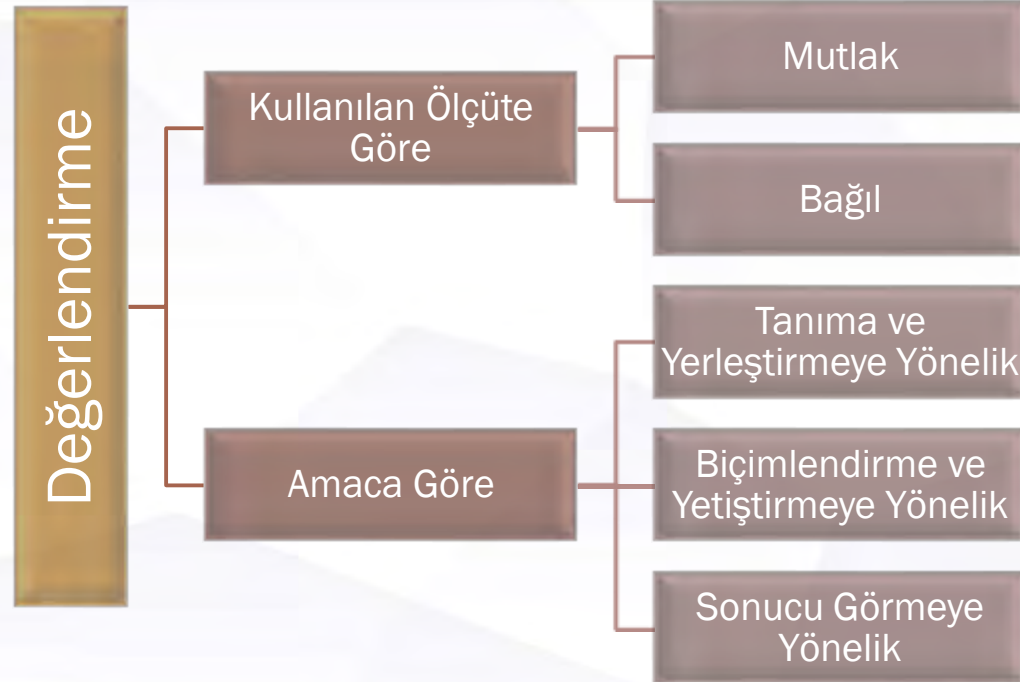 Değerlendirme
Kullanılan Ölçüte
Göre
Mutlak
Bağıl
Amaca Göre
Tanıma ve
Yerleştirmeye Yönelik
Biçimlendirme ve
Yetiştirmeye Yönelik
Sonucu Görmeye
Yönelik